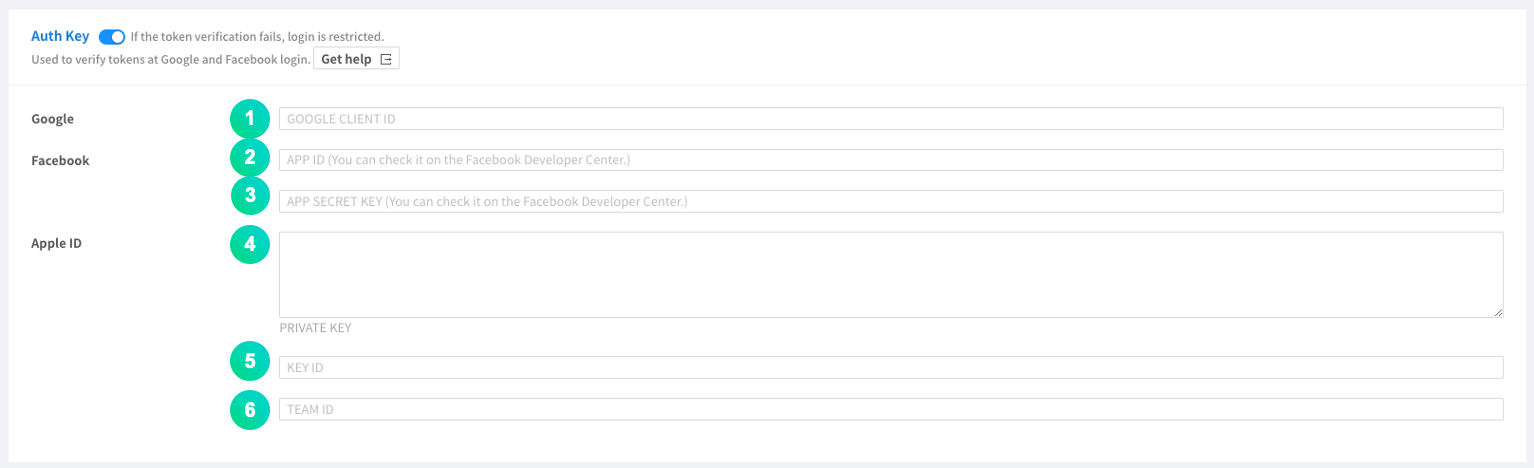 Auth Key If the token verification fails, login is restricted.
Used to verify tokens at Google and Facebook login. Get help
Google 1 GOOGLE CLIENT ID
Facebook 2 APP ID (You can check it on the Facebook Developer Center.)
3 APP SECRET KEY (You can check it on the Facebook Developer Center.)
Apple ID 4
PRIVATE KEY
5 KEY ID
6 TEAM ID